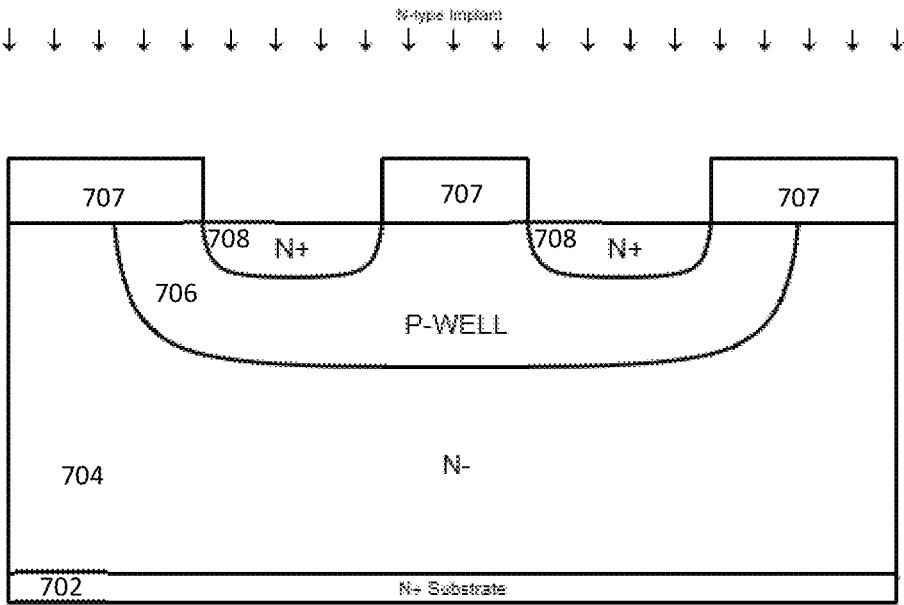 N-type Implant
707
707
707
708
N+
708
N+
706
P-WELL
704
N-
702
N+ Substrate